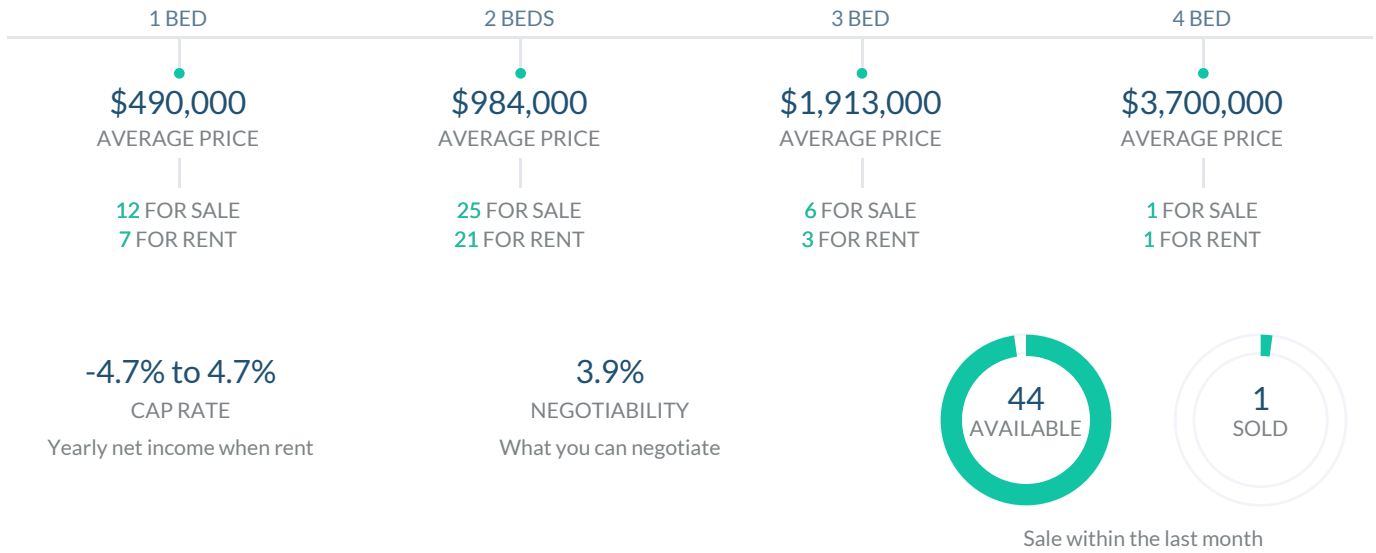 1 BED
$490,000
AVERAGE PRICE
12 FOR SALE
7 FOR RENT
2 BEDS
$984,000
AVERAGE PRICE
25 FOR SALE
21 FOR RENT
3 BED
$1,913,000
AVERAGE PRICE
6 FOR SALE
3 FOR RENT
4 BED
$3,700,000
AVERAGE PRICE
1 FOR SALE
1 FOR RENT
-4.7% to 4.7%
CAP RATE
Yearly net income when rent
3.9%
NEGOTIABILITY
What you can negotiate
44
AVAILABLE
1
SOLD
Sale within the last month